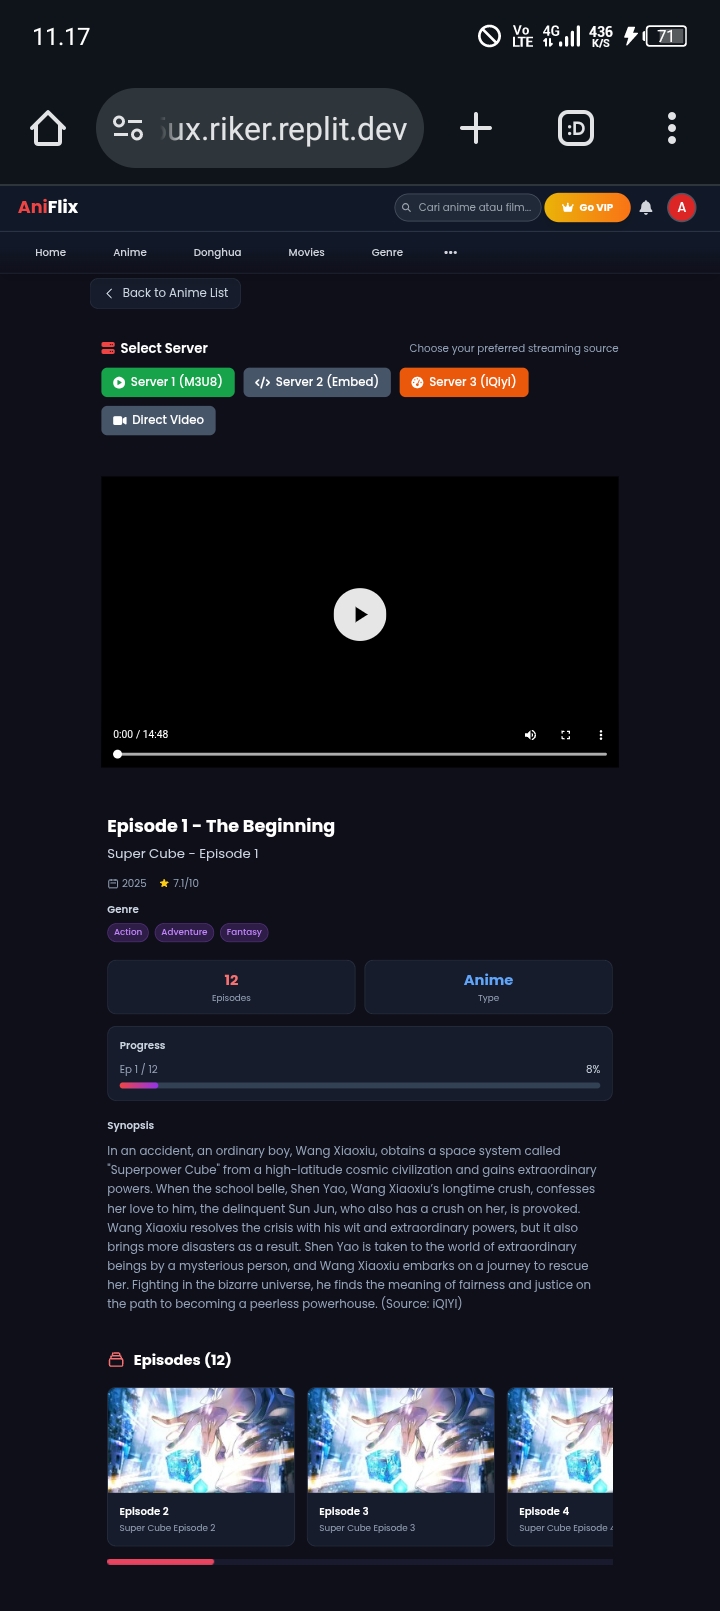 11.17
Vo LTE 4G 436 K/S 71
ux.riker.replit.dev :D
AniFlix Cari anime atau film... Go VIP A
Home Anime Donghua Movies Genre •••
Back to Anime List
Select Server Choose your preferred streaming source
Server 1 (M3U8) Server 2 (Embed) Server 3 (iQiyi)
Direct Video
0:00 / 14:48
Episode 1 - The Beginning
Super Cube - Episode 1
2025 7.1/10
Genre
Action Adventure Fantasy
12 Anime
Episodes Type
Progress
Ep 1 / 12 8%
Synopsis
In an accident, an ordinary boy, Wang Xiaoxiu, obtains a space system called
"Superpower Cube" from a high-latitude cosmic civilization and gains extraordinary
powers. When the school belle, Shen Yao, Wang Xiaoxiu's longtime crush, confesses
her love to him, the delinquent Sun Jun, who also has a crush on her, is provoked.
Wang Xiaoxiu resolves the crisis with his wit and extraordinary powers, but it also
brings more disasters as a result. Shen Yao is taken to the world of extraordinary
beings by a mysterious person, and Wang Xiaoxiu embarks on a journey to rescue
her. Fighting in the bizarre universe, he finds the meaning of fairness and justice on
the path to becoming a peerless powerhouse. (Source: iQIYI)
Episodes (12)
Episode 2 Episode 3 Episode 4
Super Cube Episode 2 Super Cube Episode 3 Super Cube Episode 4